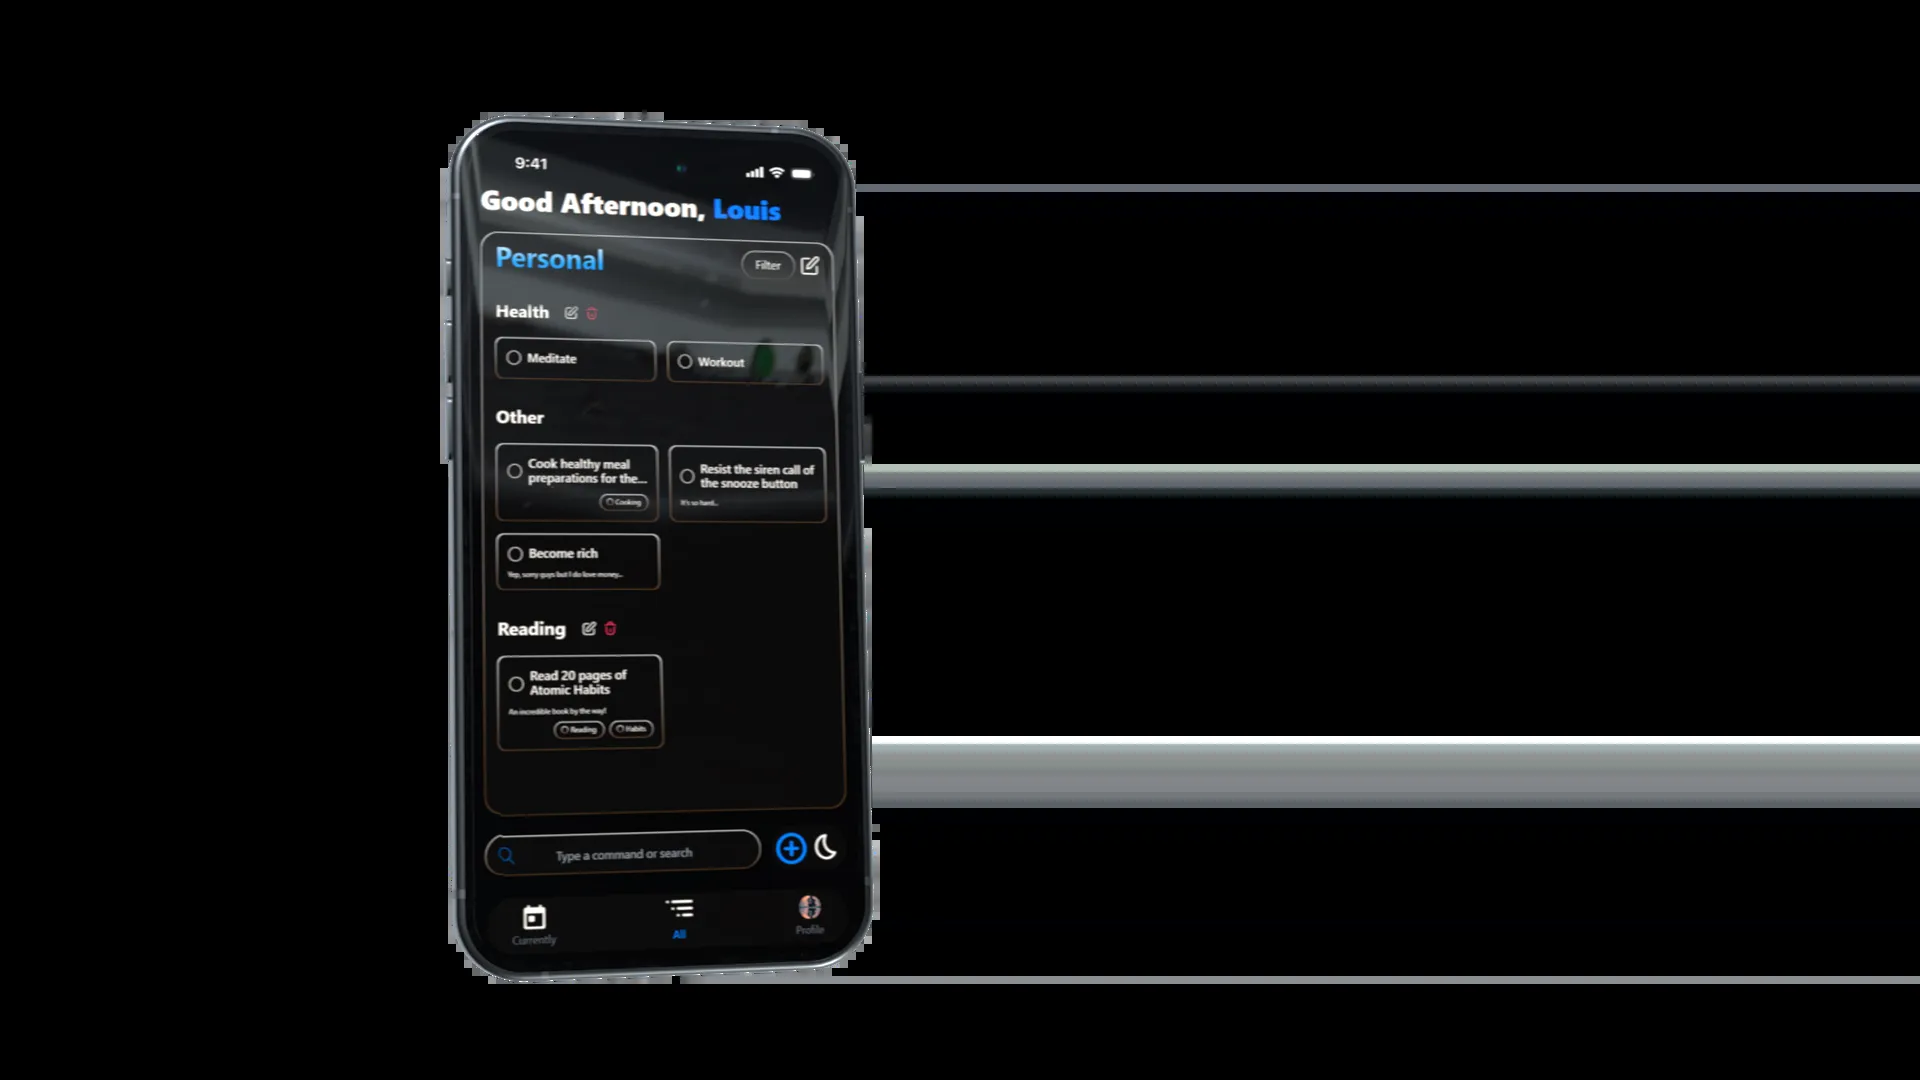 9:41
Good Afternoon, Louis
Personal
Filter
Health
Meditate
Workout
Other
Cook healthy meal
preparations for the...
Cooking
Resist the siren call of
the snooze button
It's so hard...
Become rich
Yep, sorry guys but I do love money...
Reading
Read 20 pages of
Atomic Habits
An incredible book by the way!
Reading
Habits
Type a command or search
Currently
All
Profile